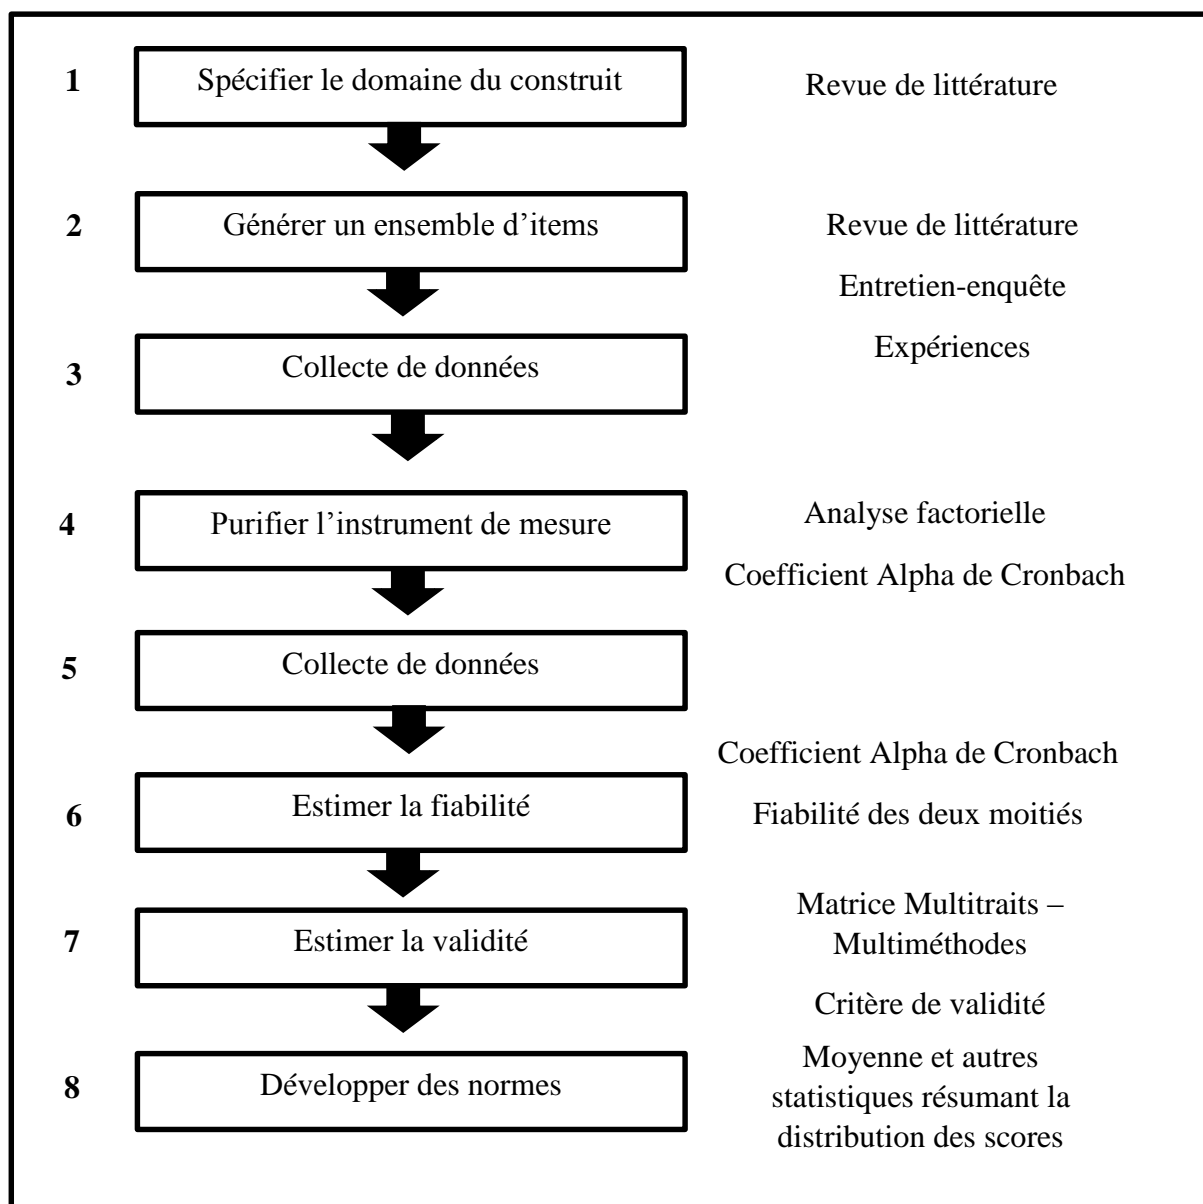 1
Spécifier le domaine du construit
Revue de littérature
2
Générer un ensemble d’items
Revue de littérature
Entretien-enquête
Expériences
3
Collecte de données
4
Purifier l’instrument de mesure
Analyse factorielle
Coefficient Alpha de Cronbach
5
Collecte de données
6
Estimer la fiabilité
Coefficient Alpha de Cronbach
Fiabilité des deux moitiés
7
Estimer la validité
Matrice Multitraits –
Multiméthodes
Critère de validité
8
Développer des normes
Moyenne et autres
statistiques résumant la
distribution des scores